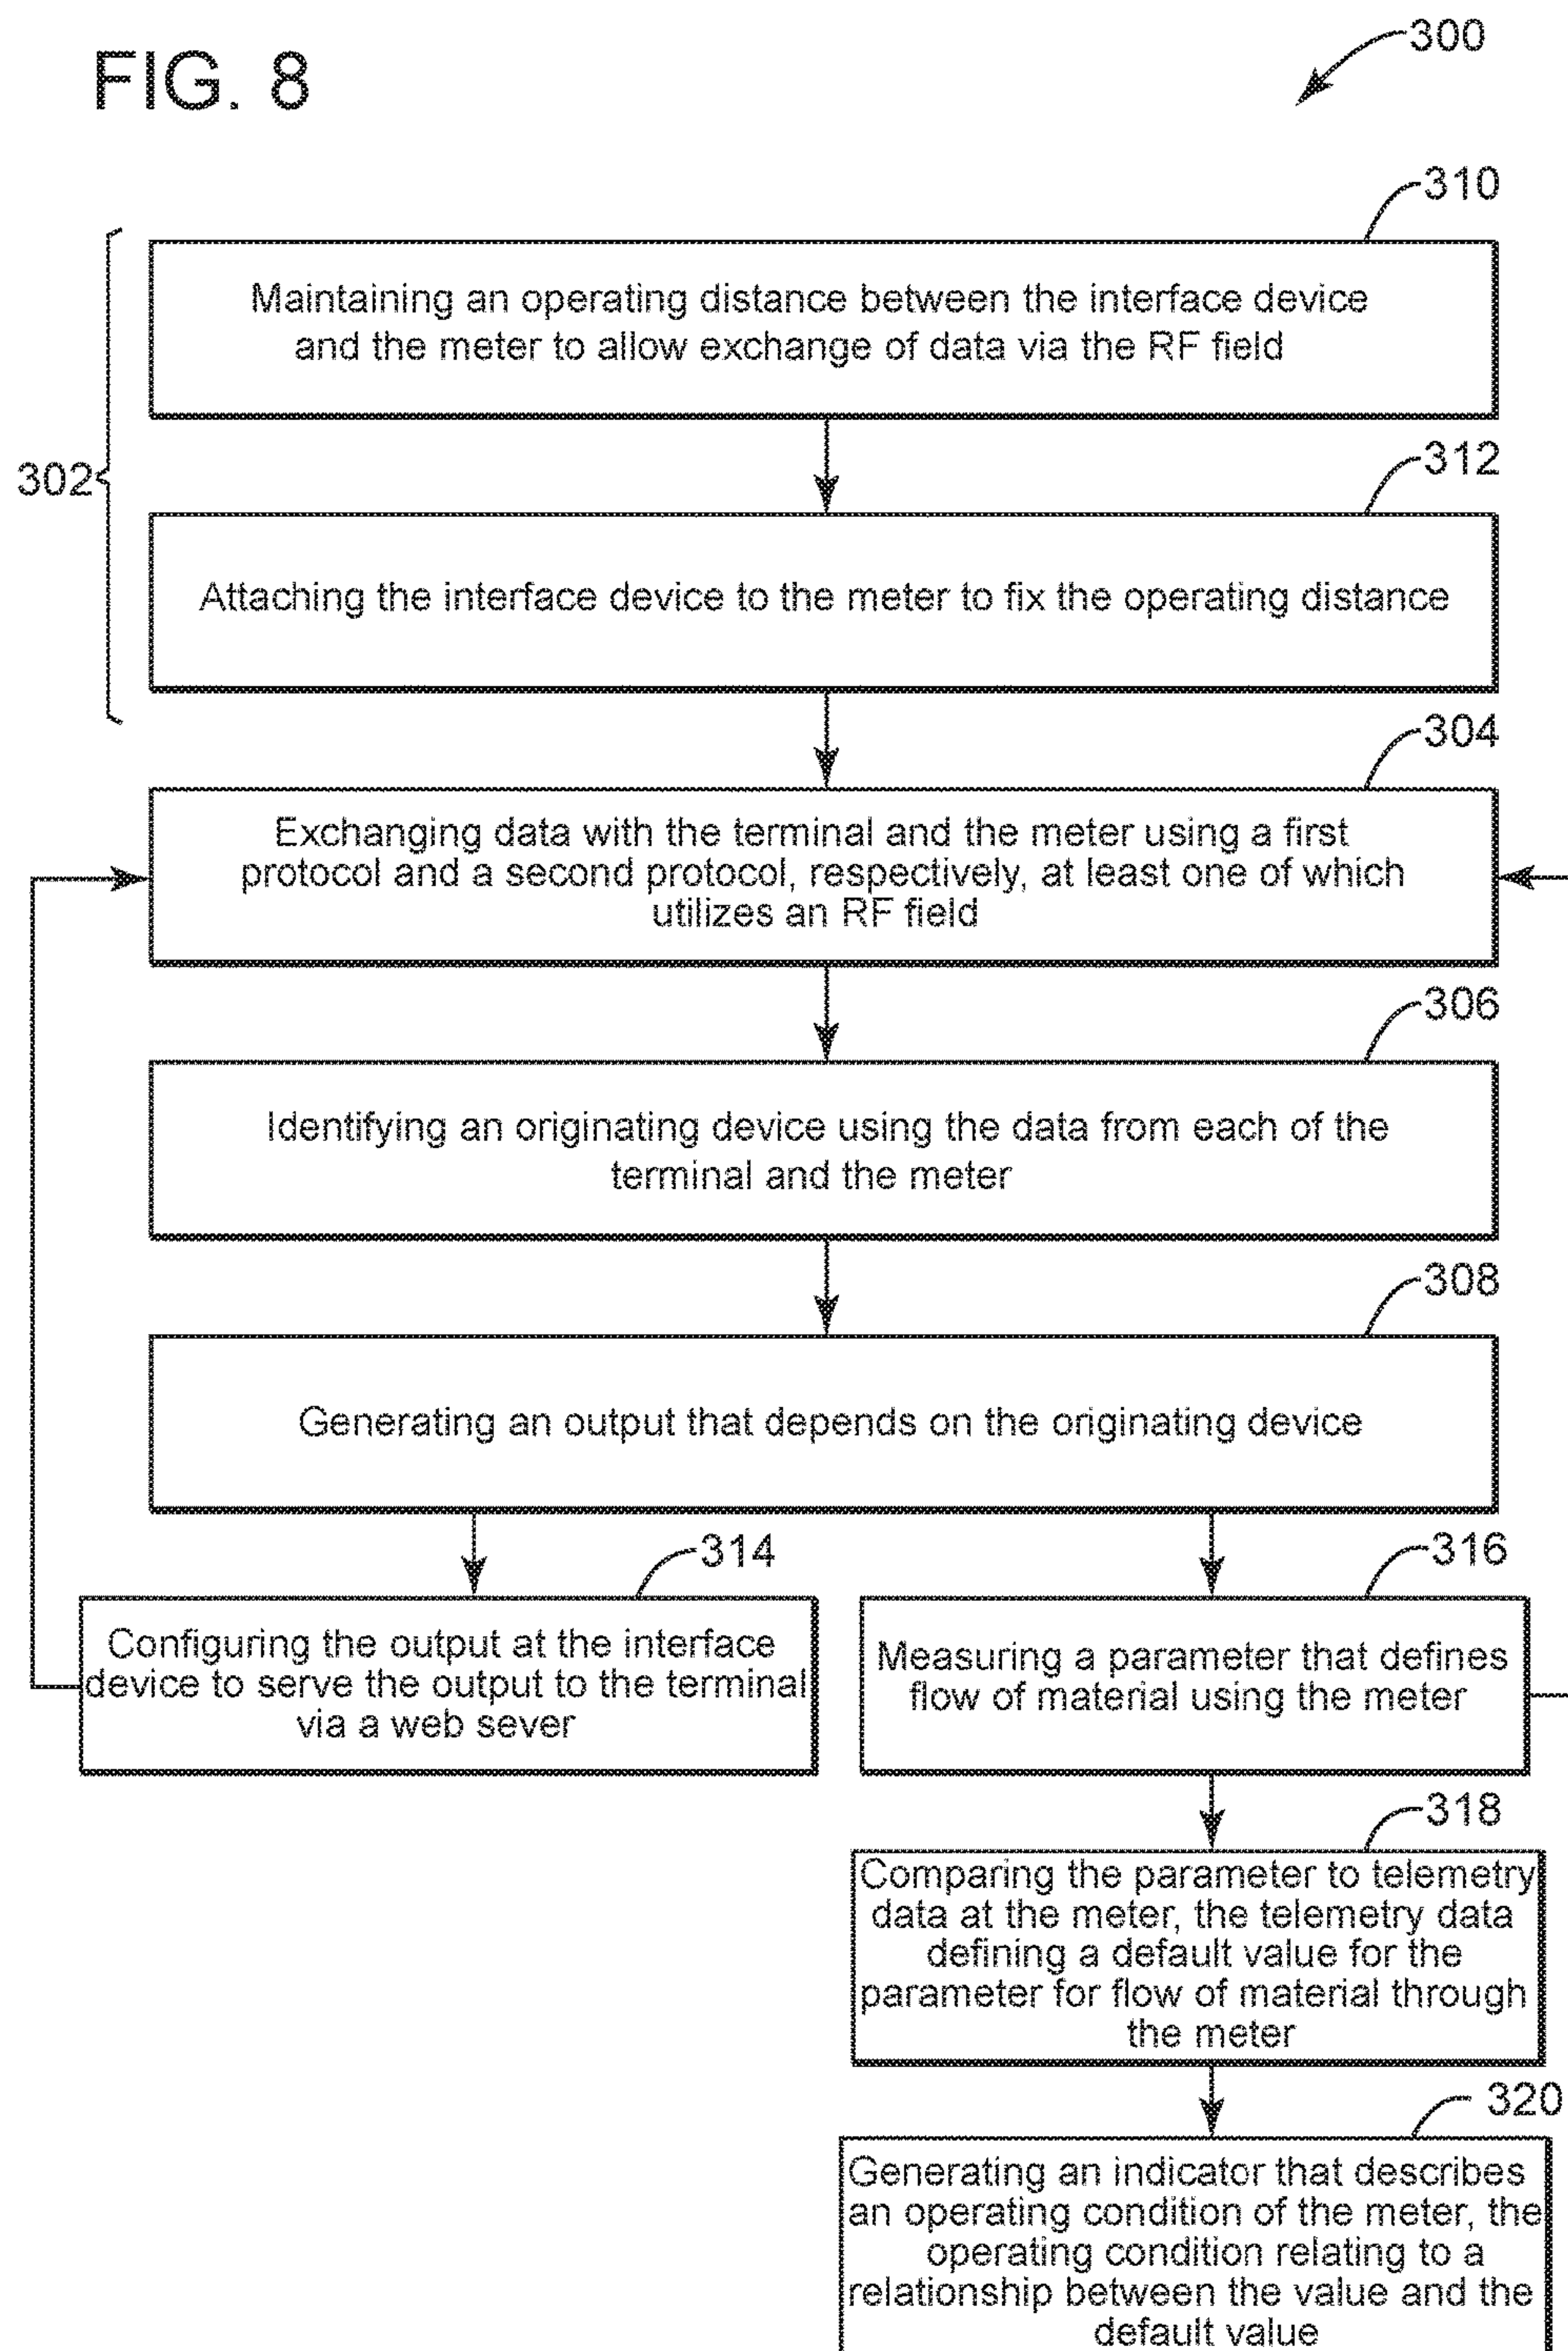 FIG. 8
300
310
Maintaining an operating distance between the interface device
and the meter to allow exchange of data via the RF field
302
312
Attaching the interface device to the meter to fix the operating distance
304
Exchanging data with the terminal and the meter using a first
protocol and a second protocol, respectively, at least one of which
utilizes an RF field
306
Identifying an originating device using the data from each of the
terminal and the meter
308
Generating an output that depends on the originating device
314
Configuring the output at the interface
device to serve the output to the terminal
via a web sever
316
Measuring a parameter that defines
flow of material using the meter
318
Comparing the parameter to telemetry
data at the meter, the telemetry data
defining a default value for the
parameter for flow of material through
the meter
320
Generating an indicator that describes
an operating condition of the meter, the
operating condition relating to a
relationship between the value and the
default value